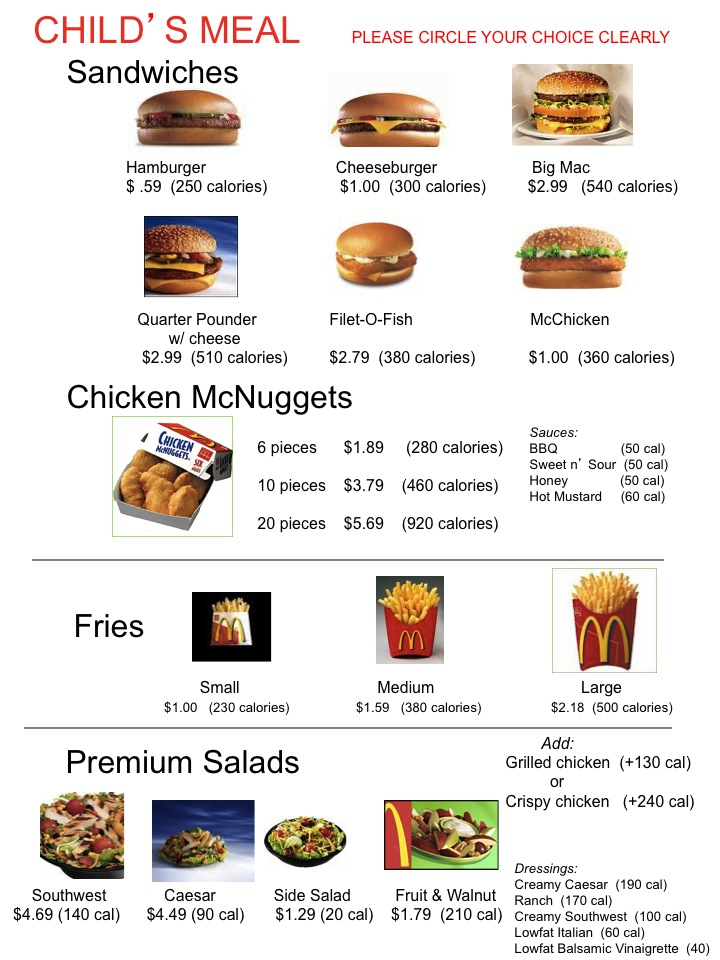 CHILD’S MEAL PLEASE CIRCLE YOUR CHOICE CLEARLY
Sandwiches
Hamburger Cheeseburger Big Mac
$ .59 (250 calories) $1.00 (300 calories) $2.99 (540 calories)
Quarter Pounder Filet-O-Fish McChicken
w/ cheese
$2.99 (510 calories) $2.79 (380 calories) $1.00 (360 calories)
Chicken McNuggets
CHICKEN
McNUGGETS.
6 pieces $1.89 (280 calories)
10 pieces $3.79 (460 calories)
20 pieces $5.69 (920 calories)
Sauces:
BBQ (50 cal)
Sweet n’ Sour (50 cal)
Honey (50 cal)
Hot Mustard (60 cal)
Fries
Small Medium Large
$1.00 (230 calories) $1.59 (380 calories) $2.18 (500 calories)
Premium Salads
Add:
Grilled chicken (+130 cal)
or
Crispy chicken (+240 cal)
Southwest Caesar Side Salad Fruit & Walnut
$4.69 (140 cal) $4.49 (90 cal) $1.29 (20 cal) $1.79 (210 cal)
Dressings:
Creamy Caesar (190 cal)
Ranch (170 cal)
Creamy Southwest (100 cal)
Lowfat Italian (60 cal)
Lowfat Balsamic Vinaigrette (40)